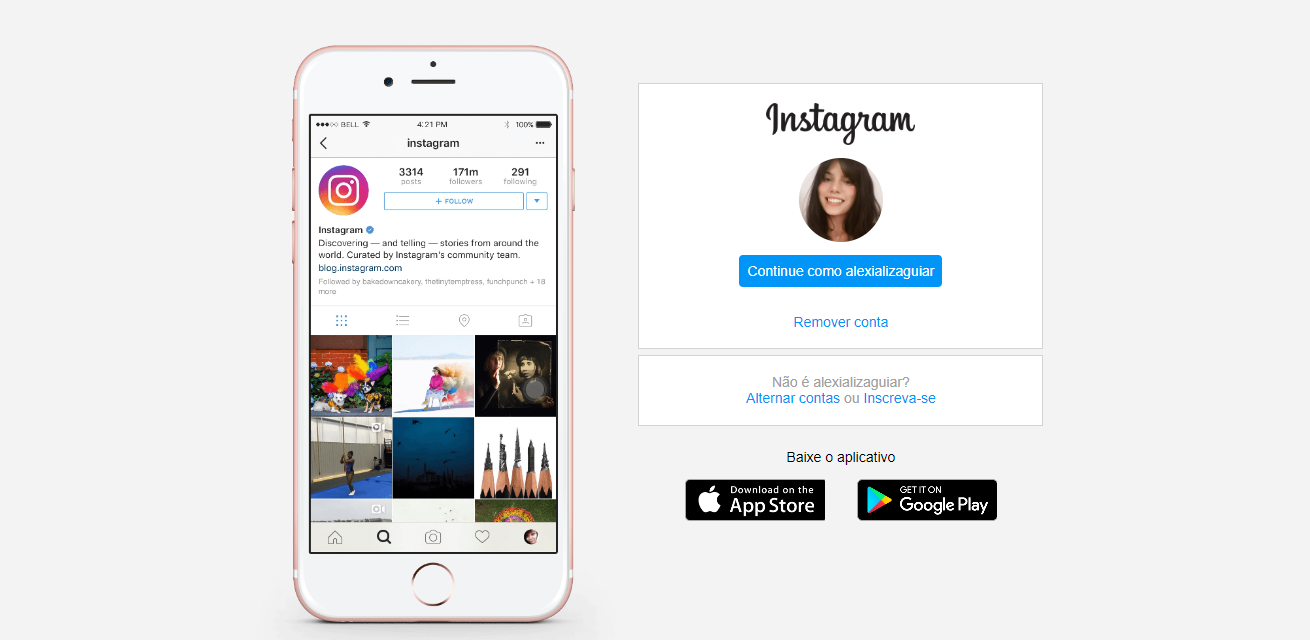 BELL
4:21 PM
100%
instagram
3314
posts
171m
followers
291
following
+ FOLLOW
Instagram
Discovering — and telling — stories from around the
world. Curated by Instagram's community team.
blog.instagram.com
Followed by bakedowncakery, thetinytemptress, funchpunch + 18
more
Instagram
Continue como alexializaguiar
Remover conta
Não é alexializaguiar?
Alternar contas ou Inscreva-se
Baixe o aplicativo
Download on the
App Store
GET IT ON
Google Play